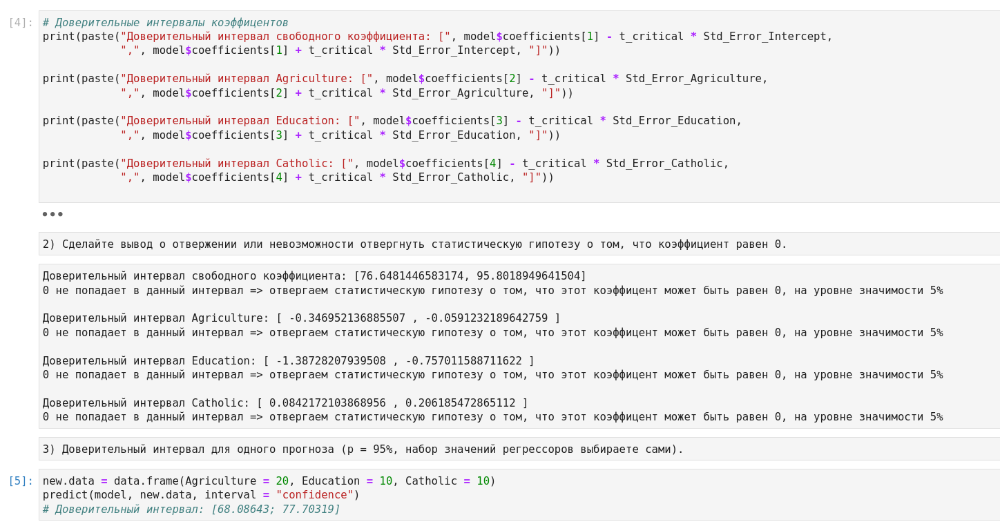 [4]: # Доверительные интервалы коэффицентов
print(paste("Доверительный интервал свободного коэффициента: [", model$coefficients[1] - t_critical * Std_Error_Intercept,
",", model$coefficients[1] + t_critical * Std_Error_Intercept, "]"))
print(paste("Доверительный интервал Agriculture: [", model$coefficients[2] - t_critical * Std_Error_Agriculture,
",", model$coefficients[2] + t_critical * Std_Error_Agriculture, "]"))
print(paste("Доверительный интервал Education: [", model$coefficients[3] - t_critical * Std_Error_Education,
",", model$coefficients[3] + t_critical * Std_Error_Education, "]"))
print(paste("Доверительный интервал Catholic: [", model$coefficients[4] - t_critical * Std_Error_Catholic,
",", model$coefficients[4] + t_critical * Std_Error_Catholic, "]"))
2) Сделайте вывод о отвержении или невозможности отвергнуть статистическую гипотезу о том, что коэффициент равен 0.
Доверительный интервал свободного коэффициента: [76.6481446583174, 95.8018949641504]
0 не попадает в данный интервал => отвергаем статистическую гипотезу о том, что этот коэффицент может быть равен 0, на уровне значимости 5%
Доверительный интервал Agriculture: [ -0.346952136885507 , -0.0591232189642759 ]
0 не попадает в данный интервал => отвергаем статистическую гипотезу о том, что этот коэффицент может быть равен 0, на уровне значимости 5%
Доверительный интервал Education: [ -1.38728207939508 , -0.757011588711622 ]
0 не попадает в данный интервал => отвергаем статистическую гипотезу о том, что этот коэффицент может быть равен 0, на уровне значимости 5%
Доверительный интервал Catholic: [ 0.0842172103868956 , 0.206185472865112 ]
0 не попадает в данный интервал => отвергаем статистическую гипотезу о том, что этот коэффицент может быть равен 0, на уровне значимости 5%
3) Доверительный интервал для одного прогноза (p = 95%, набор значений регрессоров выбираете сами).
[5]: new.data = data.frame(Agriculture = 20, Education = 10, Catholic = 10)
predict(model, new.data, interval = "confidence")
# Доверительный интервал: [68.08643; 77.70319]